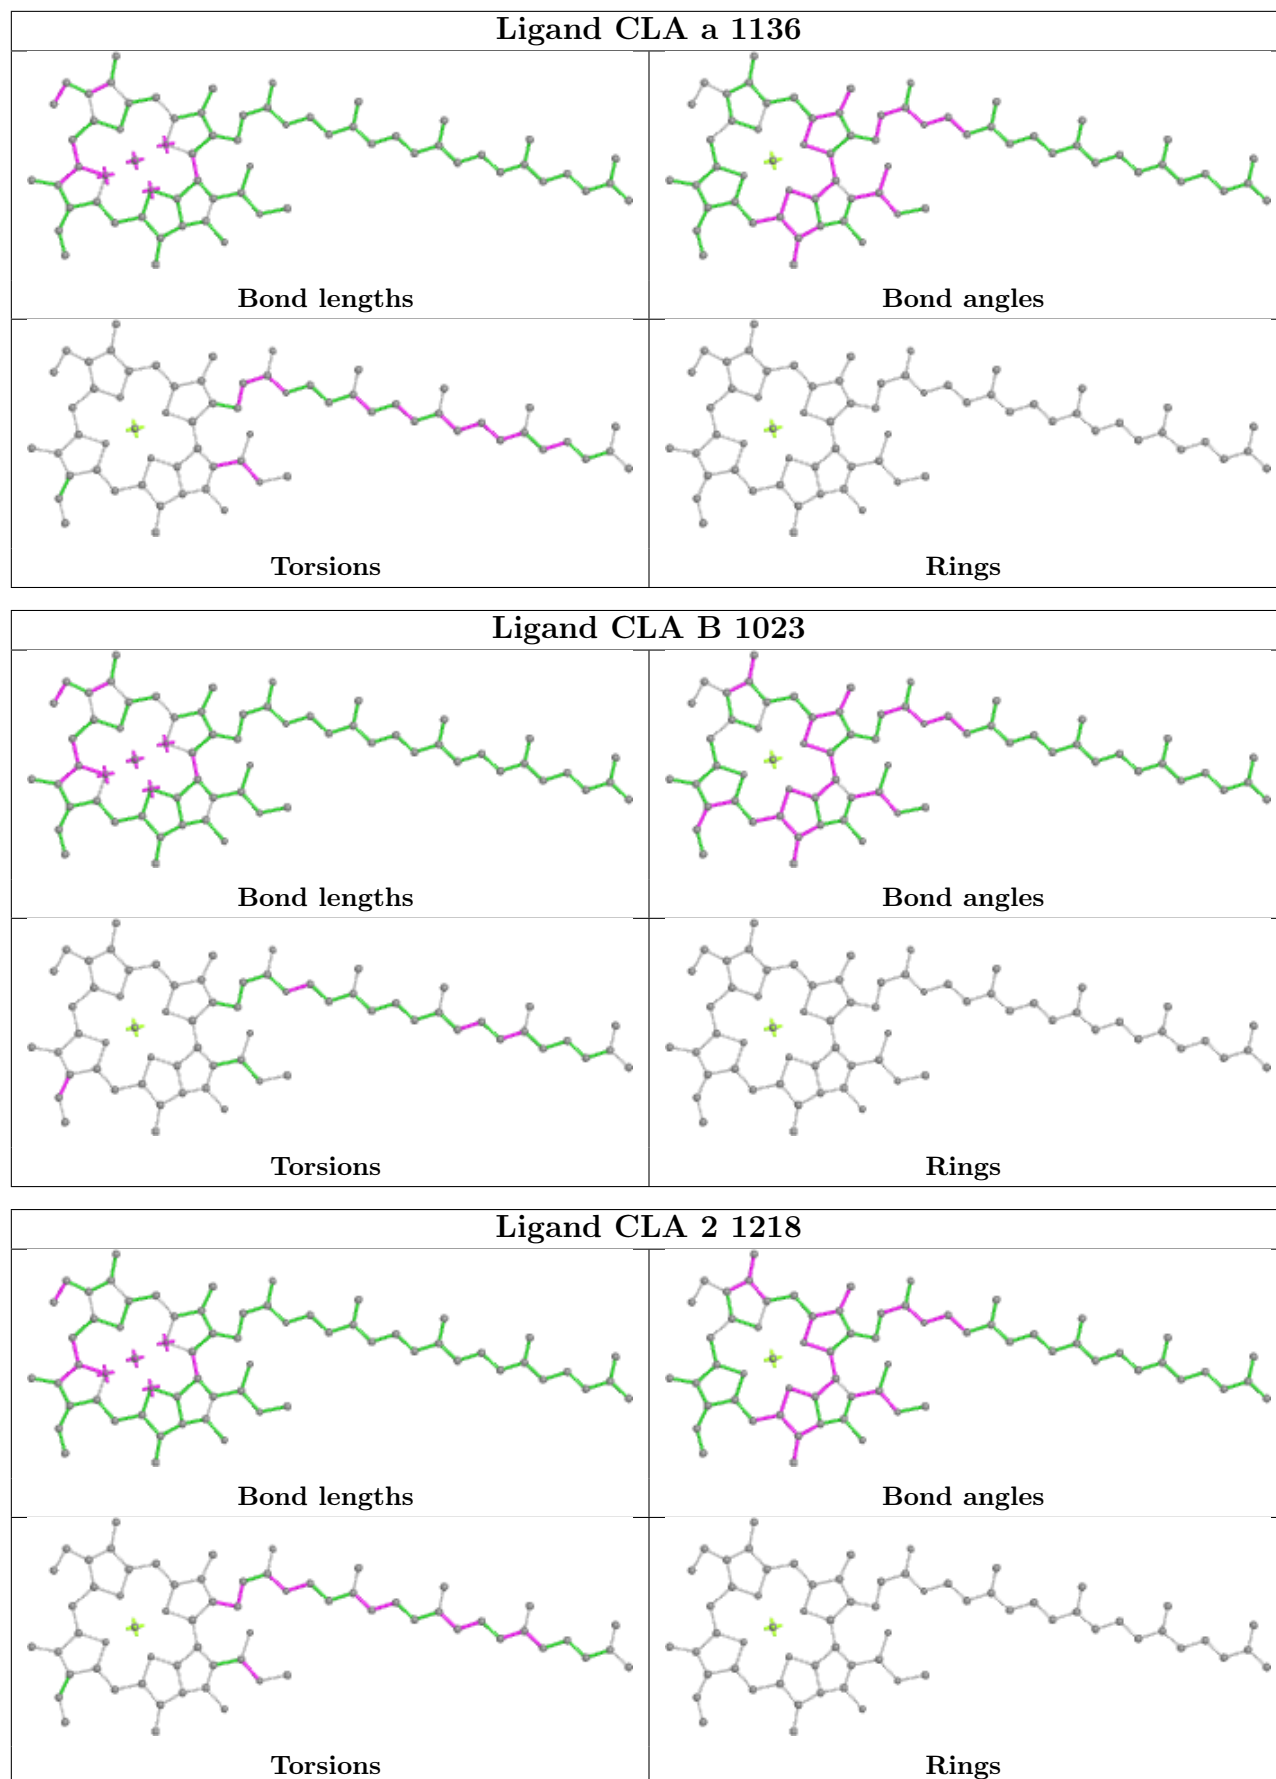 Ligand CLA a 1136
Bond lengths
Bond angles
Torsions
Rings
Ligand CLA B 1023
Bond lengths
Bond angles
Torsions
Rings
Ligand CLA 2 1218
Bond lengths
Bond angles
Torsions
Rings